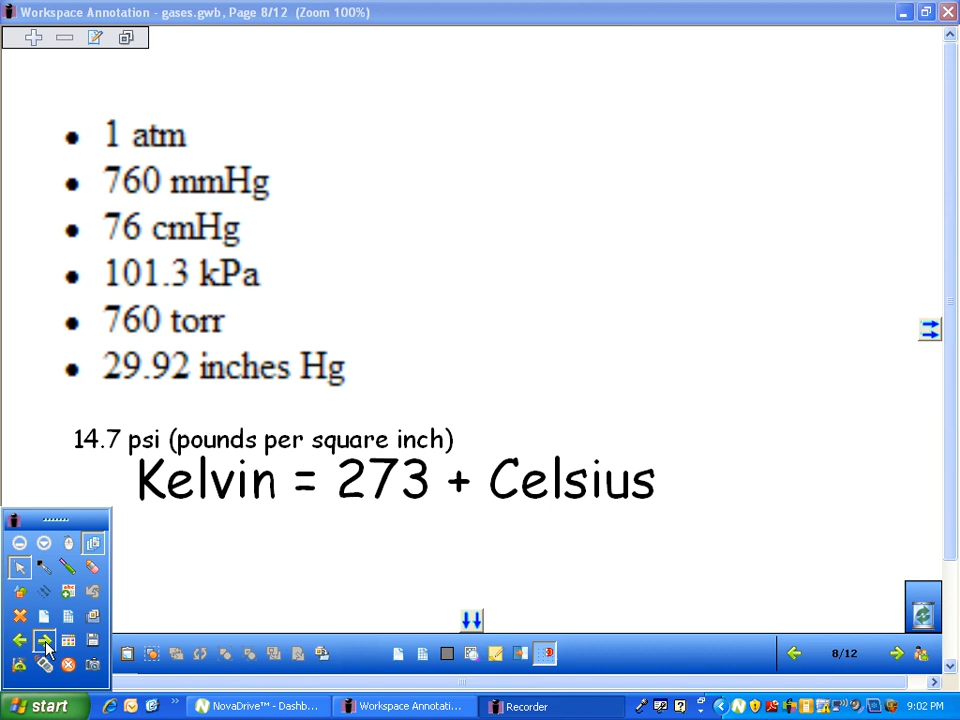 Workspace Annotation - gases.gwb, Page 8/12 (Zoom 100%)
• 1 atm
• 760 mmHg
• 76 cmHg
• 101.3 kPa
• 760 torr
• 29.92 inches Hg
14.7 psi (pounds per square inch)
Kelvin = 273 + Celsius
8/12
start
NovaDrive™ - Dashb...
Workspace Annotati...
Recorder
9:02 PM